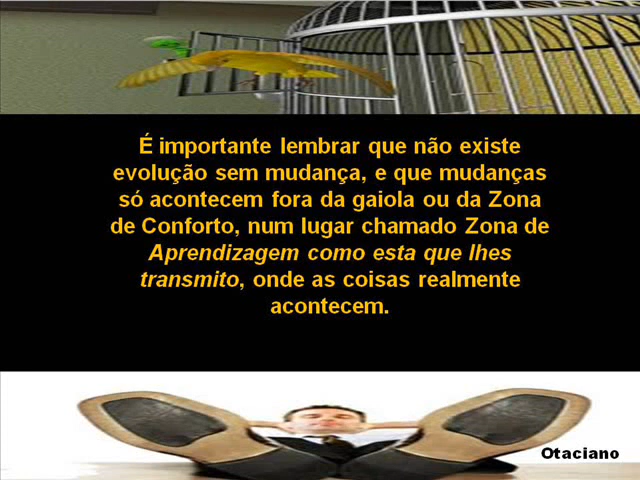 É importante lembrar que não existe
evolução sem mudança, e que mudanças
só acontecem fora da gaiola ou da Zona
de Conforto, num lugar chamado Zona de
Aprendizagem como esta que lhes
transmito, onde as coisas realmente
acontecem.
Otaciano